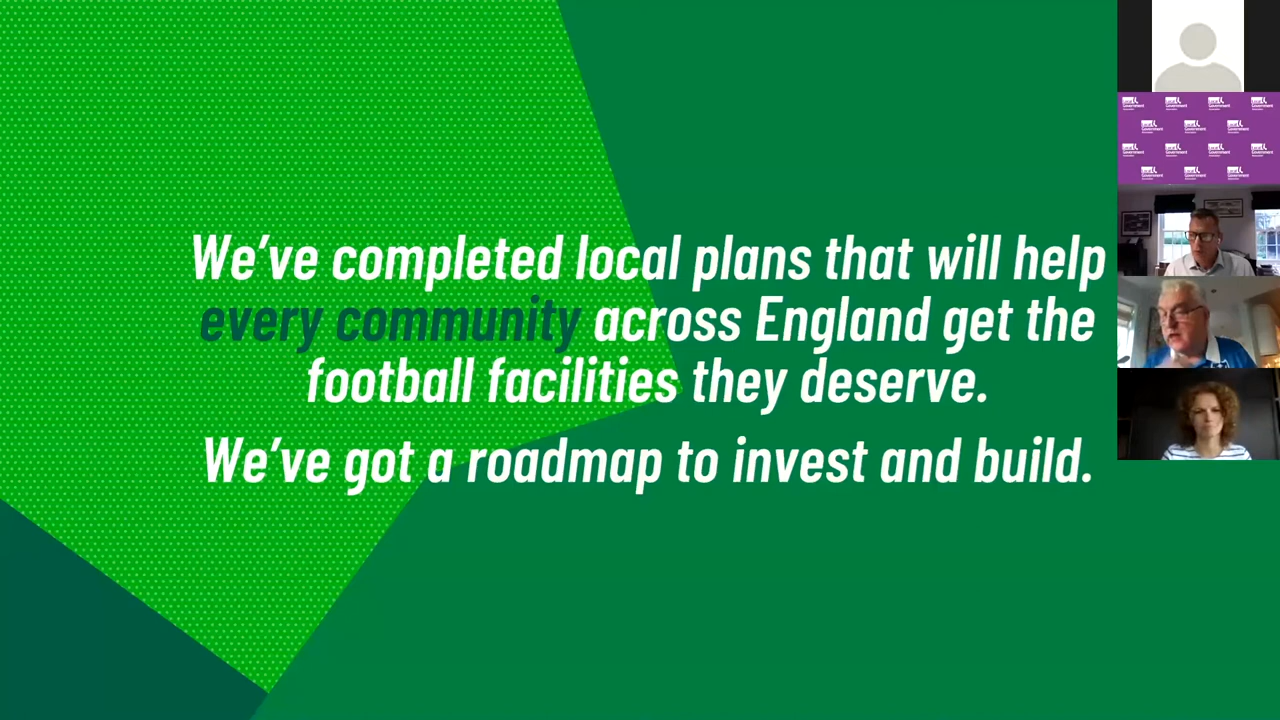 We've completed local plans that will help
every community across England get the
football facilities they deserve.
We've got a roadmap to invest and build.